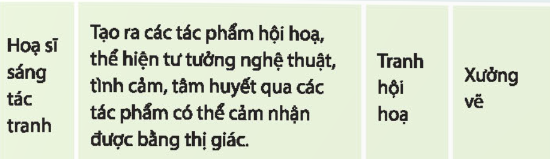 Hoạ sĩ
sáng
tác
tranh
Tạo ra các tác phẩm hội hoạ,
thể hiện tư tưởng nghệ thuật,
tình cảm, tâm huyết qua các
tác phẩm có thể cảm nhận
được bằng thị giác.
Tranh
hội
hoạ
Xưởng
vẽ